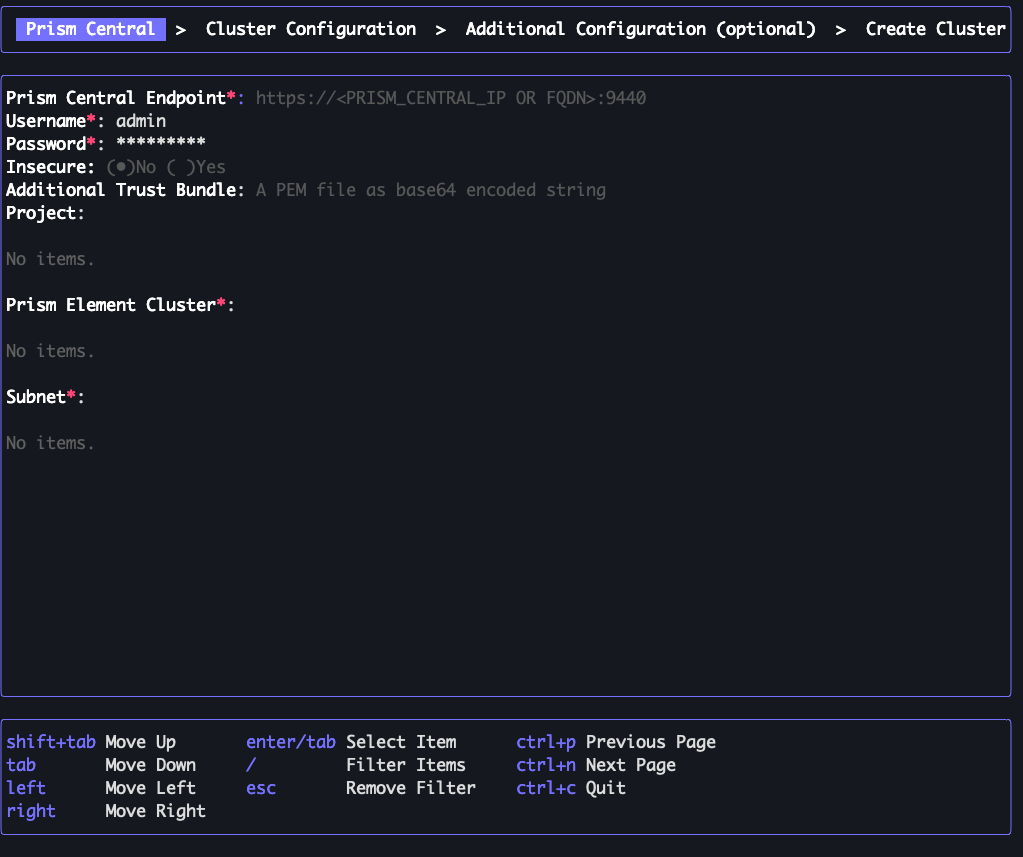 Prism Central > Cluster Configuration > Additional Configuration (optional) > Create Cluster
Prism Central Endpoint*: https://<PRISM_CENTRAL_IP OR FQDN>:9440
Username*: admin
Password*: *********
Insecure: (●)No ( )Yes
Additional Trust Bundle: A PEM file as base64 encoded string
Project:
No items.
Prism Element Cluster*:
No items.
Subnet*:
No items.
shift+tab Move Up enter/tab Select Item ctrl+p Previous Page
tab Move Down / Filter Items ctrl+n Next Page
left Move Left esc Remove Filter ctrl+c Quit
right Move Right